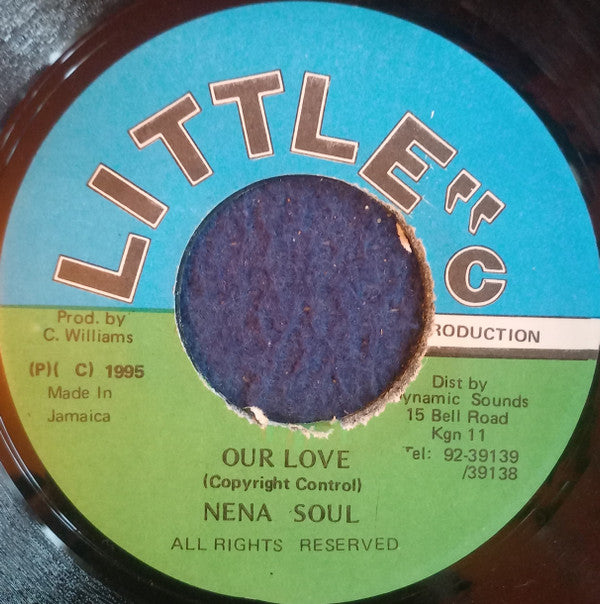 LITTLE "C
RODUCTION
Prod. by
C. Williams
(P)( C) 1995
Made In
Jamaica
Dist by
ynamic Sounds
15 Bell Road
Kgn 11
Tel: 92-39139
/39138
OUR LOVE
(Copyright Control)
NENA SOUL
ALL RIGHTS RESERVED